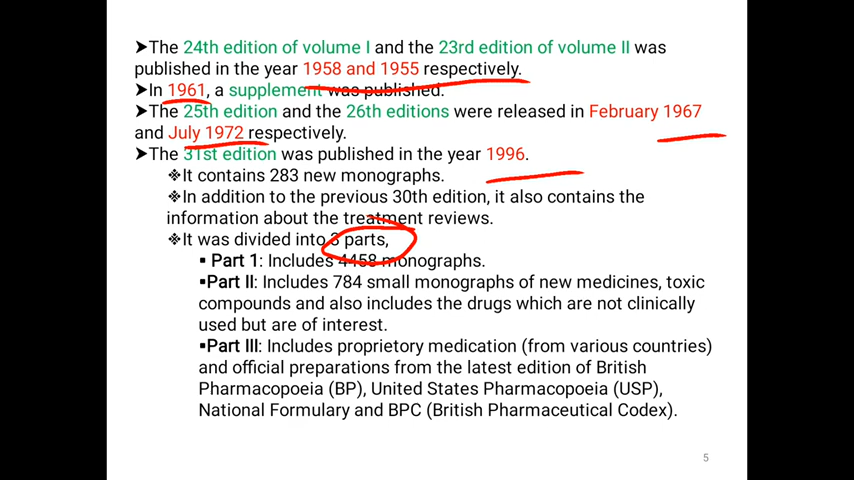 ➤The 24th edition of volume I and the 23rd edition of volume II was
published in the year 1958 and 1955 respectively.
➤In 1961, a supplement was published.
➤The 25th edition and the 26th editions were released in February 1967
and July 1972 respectively.
➤The 31st edition was published in the year 1996.
❖It contains 283 new monographs.
❖In addition to the previous 30th edition, it also contains the
information about the treatment reviews.
❖It was divided into 3 parts,
▪ Part 1: Includes 4458 monographs.
▪Part II: Includes 784 small monographs of new medicines, toxic
compounds and also includes the drugs which are not clinically
used but are of interest.
▪Part III: Includes proprietory medication (from various countries)
and official preparations from the latest edition of British
Pharmacopoeia (BP), United States Pharmacopoeia (USP),
National Formulary and BPC (British Pharmaceutical Codex).
5